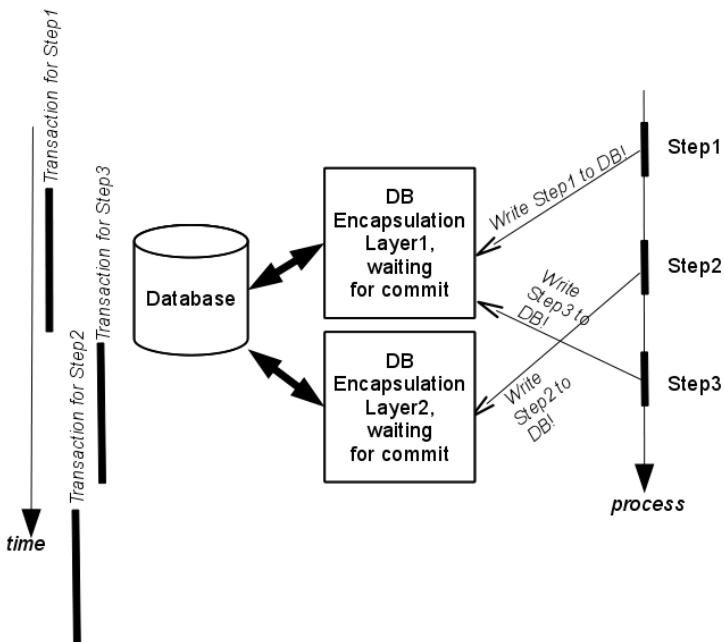 Transaction for Step1
Transaction for Step3
Transaction for Step2
time
Database
DB
Encapsulation
Layer1,
waiting
for commit
DB
Encapsulation
Layer2,
waiting
for commit
Write Step1 to DB!
Write
Step3 to
DB!
Write
Step2 to
DB!
Step1
Step2
Step3
process